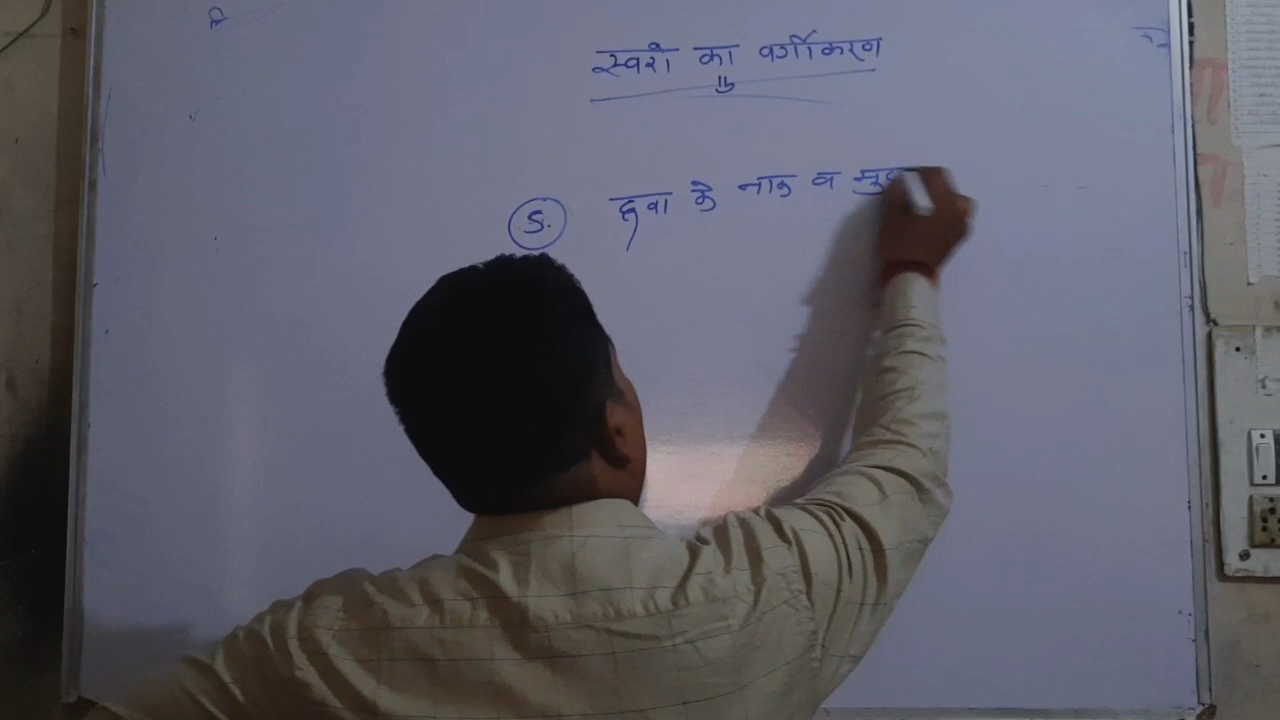 स्वरों का वर्गीकरण
5. हवा के नाक व